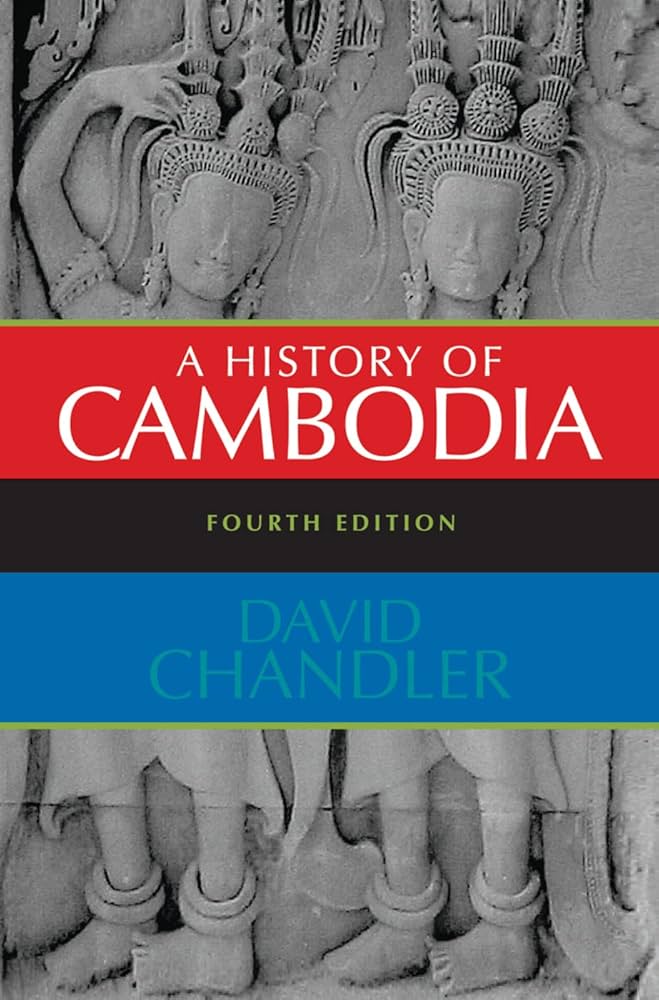 A HISTORY OF
CAMBODIA
FOURTH EDITION
DAVID
CHANDLER